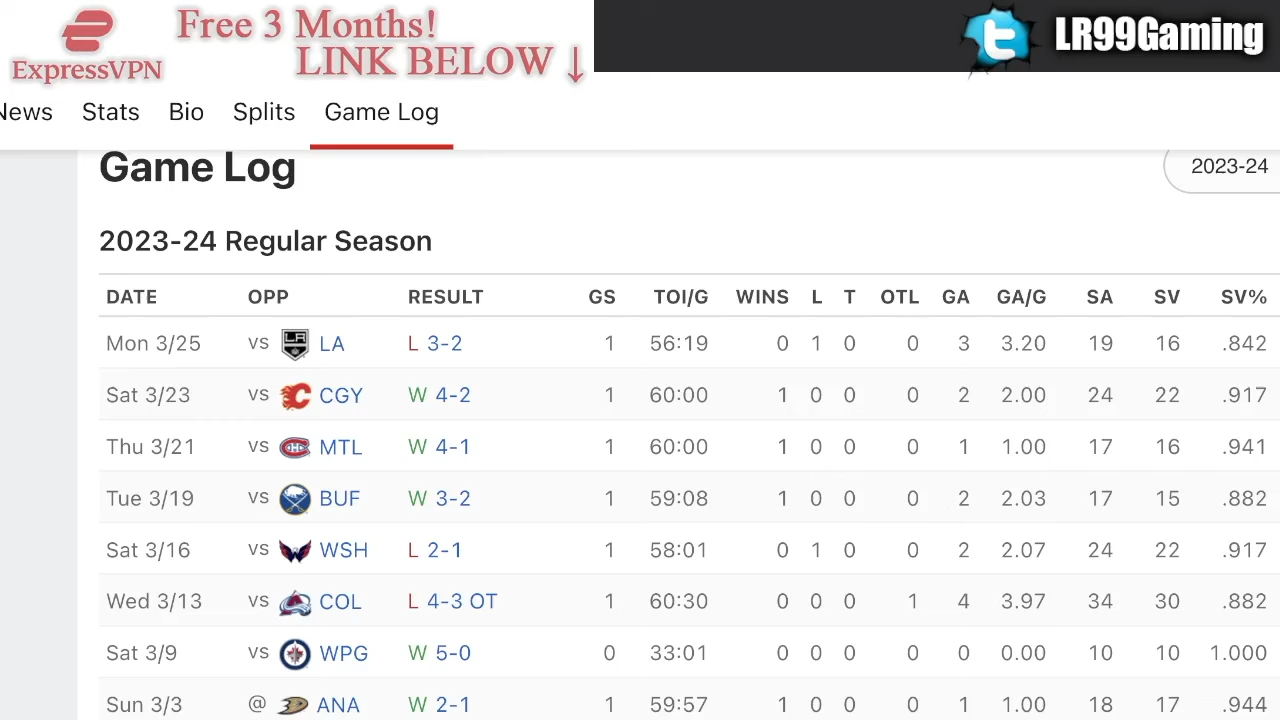 Free 3 Months!
LINK BELOW ↓
ExpressVPN
LR99Gaming
News Stats Bio Splits Game Log
Game Log
2023-24
2023-24 Regular Season
DATE OPP RESULT GS TOI/G WINS L T OTL GA GA/G SA SV SV%
Mon 3/25 vs LA L 3-2 1 56:19 0 1 0 0 3 3.20 19 16 .842
Sat 3/23 vs CGY W 4-2 1 60:00 1 0 0 0 2 2.00 24 22 .917
Thu 3/21 vs MTL W 4-1 1 60:00 1 0 0 0 1 1.00 17 16 .941
Tue 3/19 vs BUF W 3-2 1 59:08 1 0 0 0 2 2.03 17 15 .882
Sat 3/16 vs WSH L 2-1 1 58:01 0 1 0 0 2 2.07 24 22 .917
Wed 3/13 vs COL L 4-3 OT 1 60:30 0 0 0 1 4 3.97 34 30 .882
Sat 3/9 vs WPG W 5-0 0 33:01 0 0 0 0 0 0.00 10 10 1.000
Sun 3/3 @ ANA W 2-1 1 59:57 1 0 0 0 1 1.00 18 17 .944